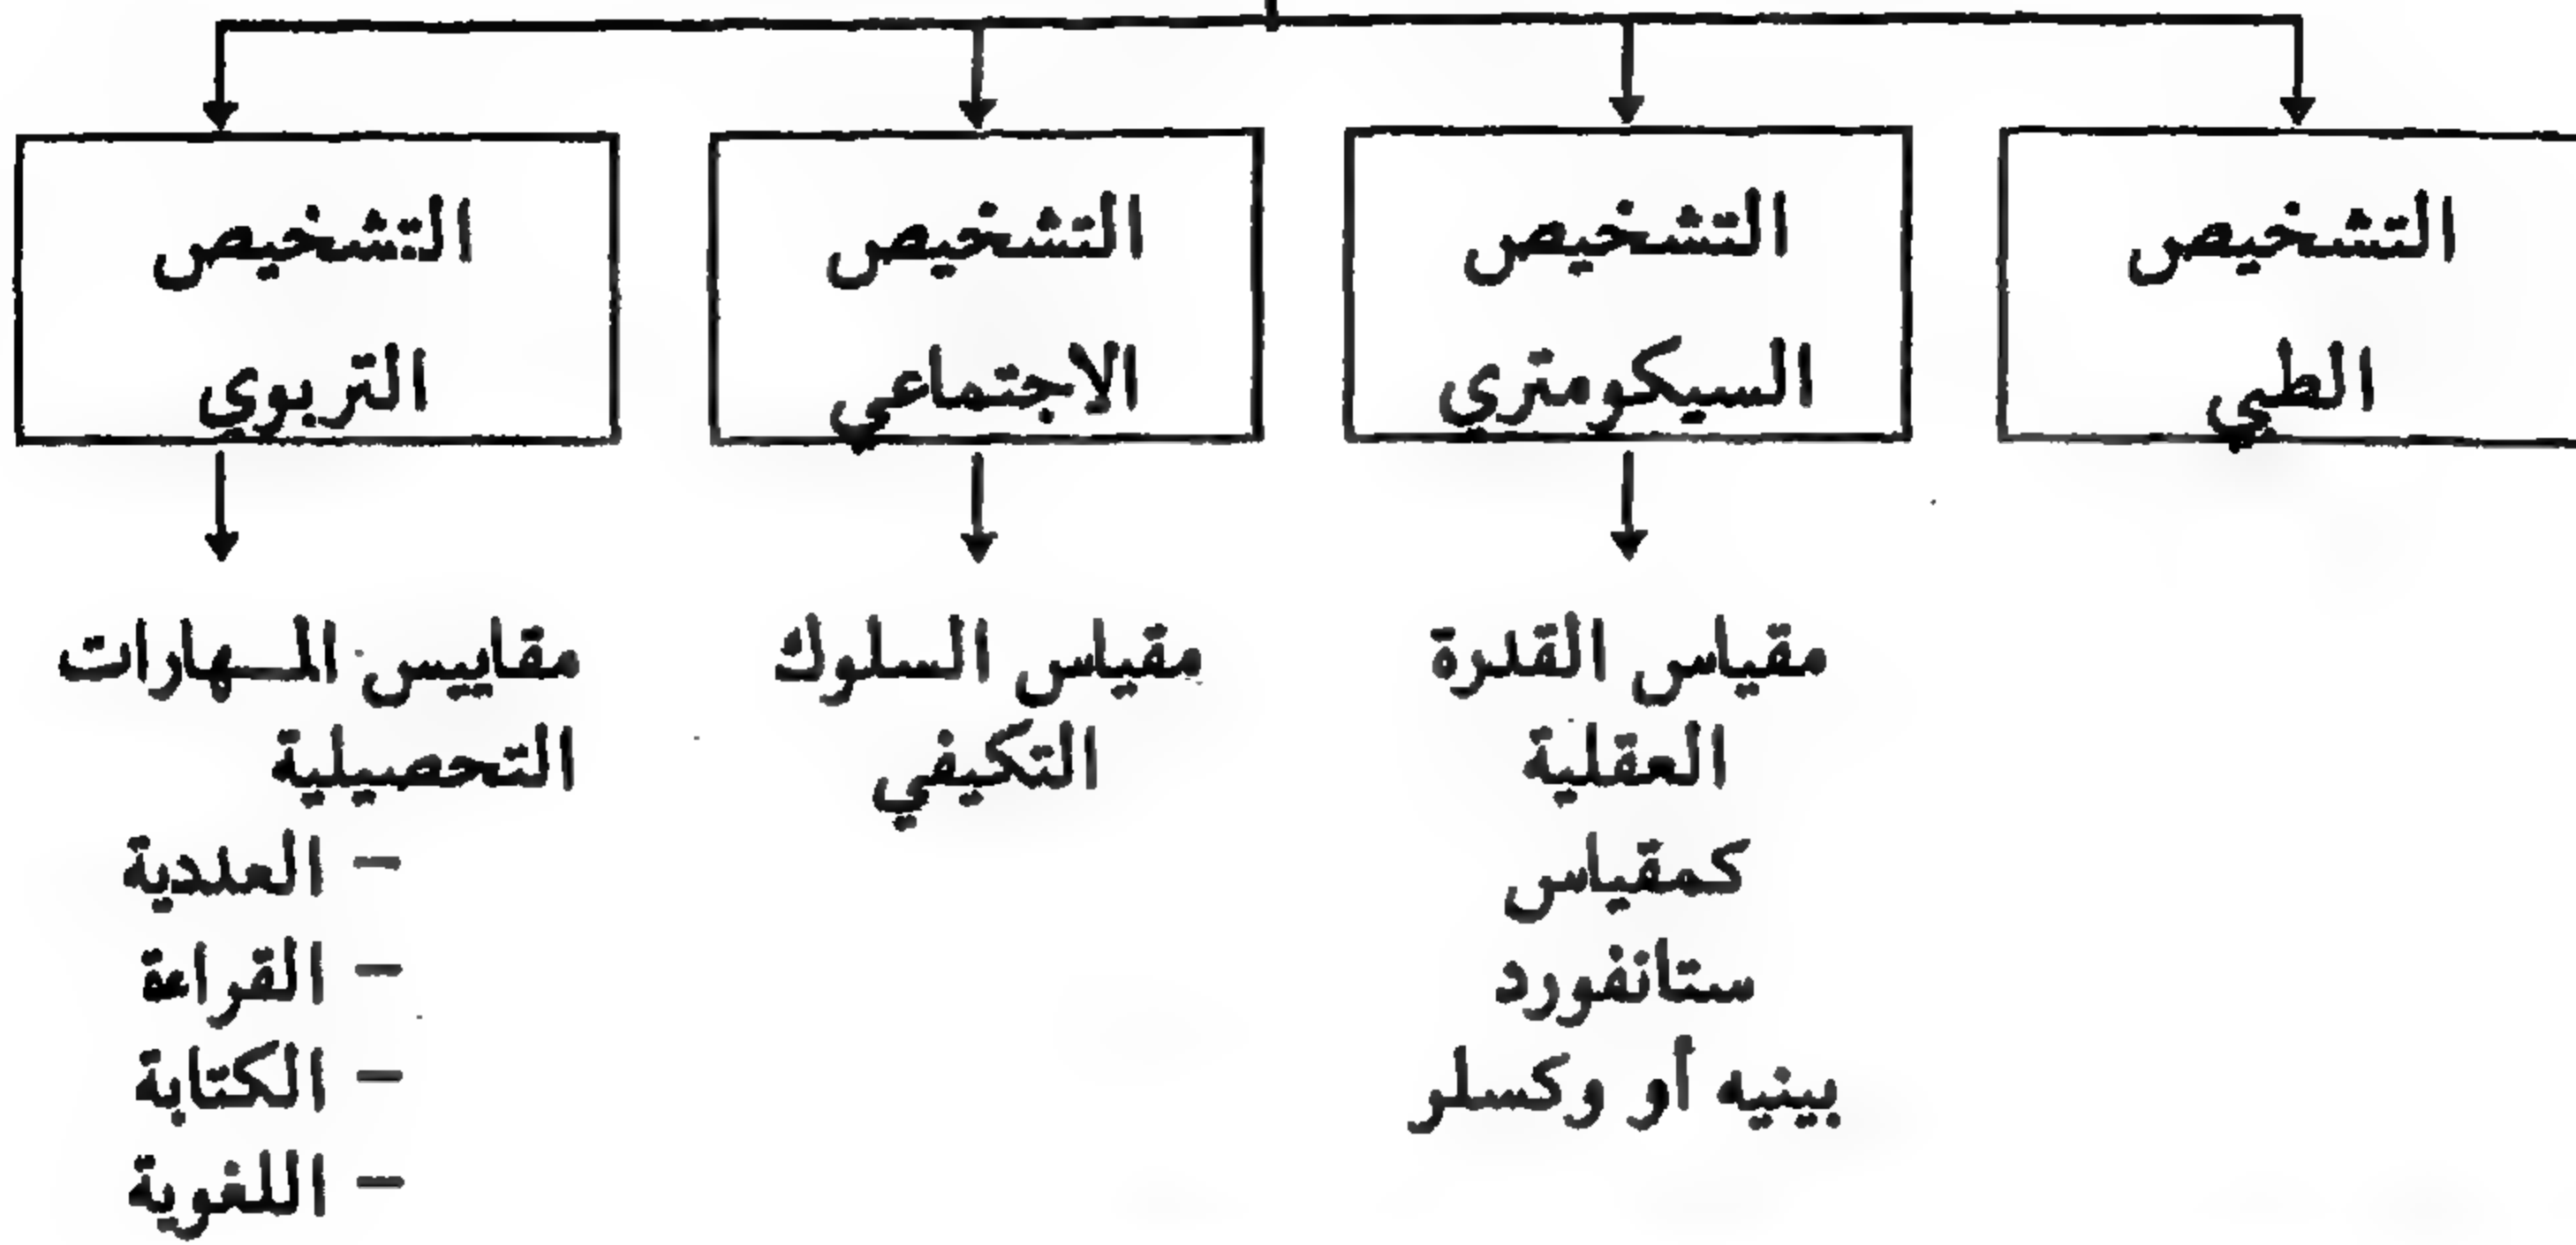 التشخيص
الطبي
التشخيص
السيكومتري
مقياس القدرة
العقلية
كمقياس
ستانفورد
بينيه أو وكسلر
التشخيص
الاجتماعي
مقياس السلوك
التكيفي
التشخيص
التربوي
مقاييس المهارات
التحصيلية
– العددية
– القراءة
– الكتابة
– اللغوية